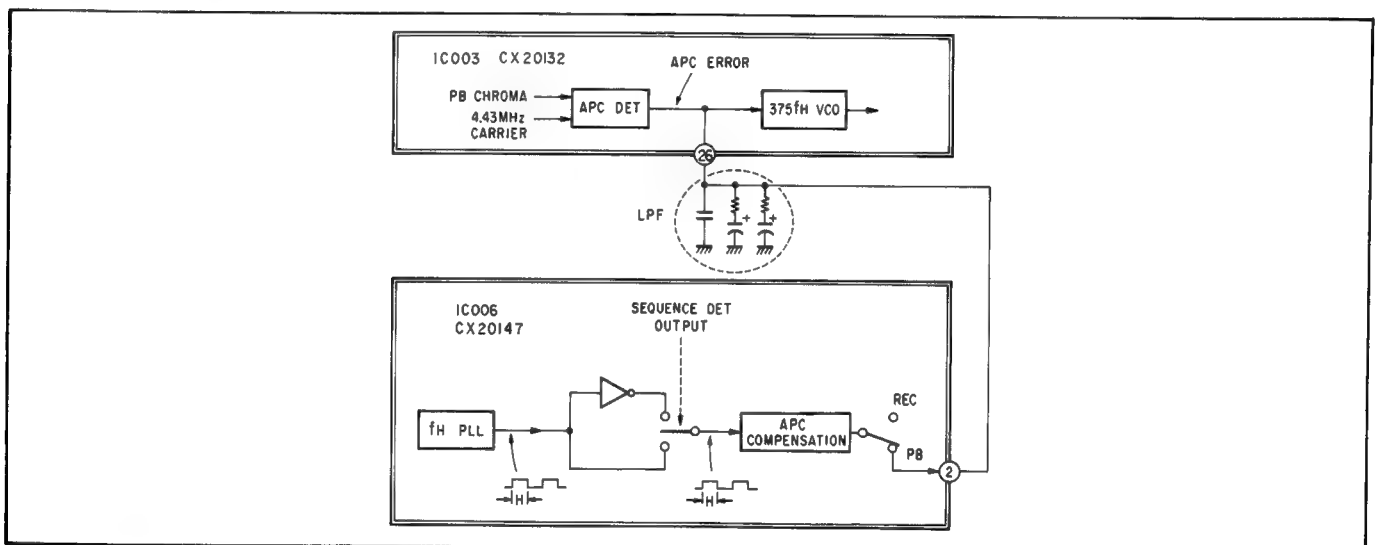 IC003 CX20132
APC ERROR
PB CHROMA
4.43MHz
CARRIER
APC DET
375fH VCO
26
LPF
+
+
IC006
CX20147
SEQUENCE DET
OUTPUT
fH PLL
REC
APC
COMPENSATION
PB
2
H
H